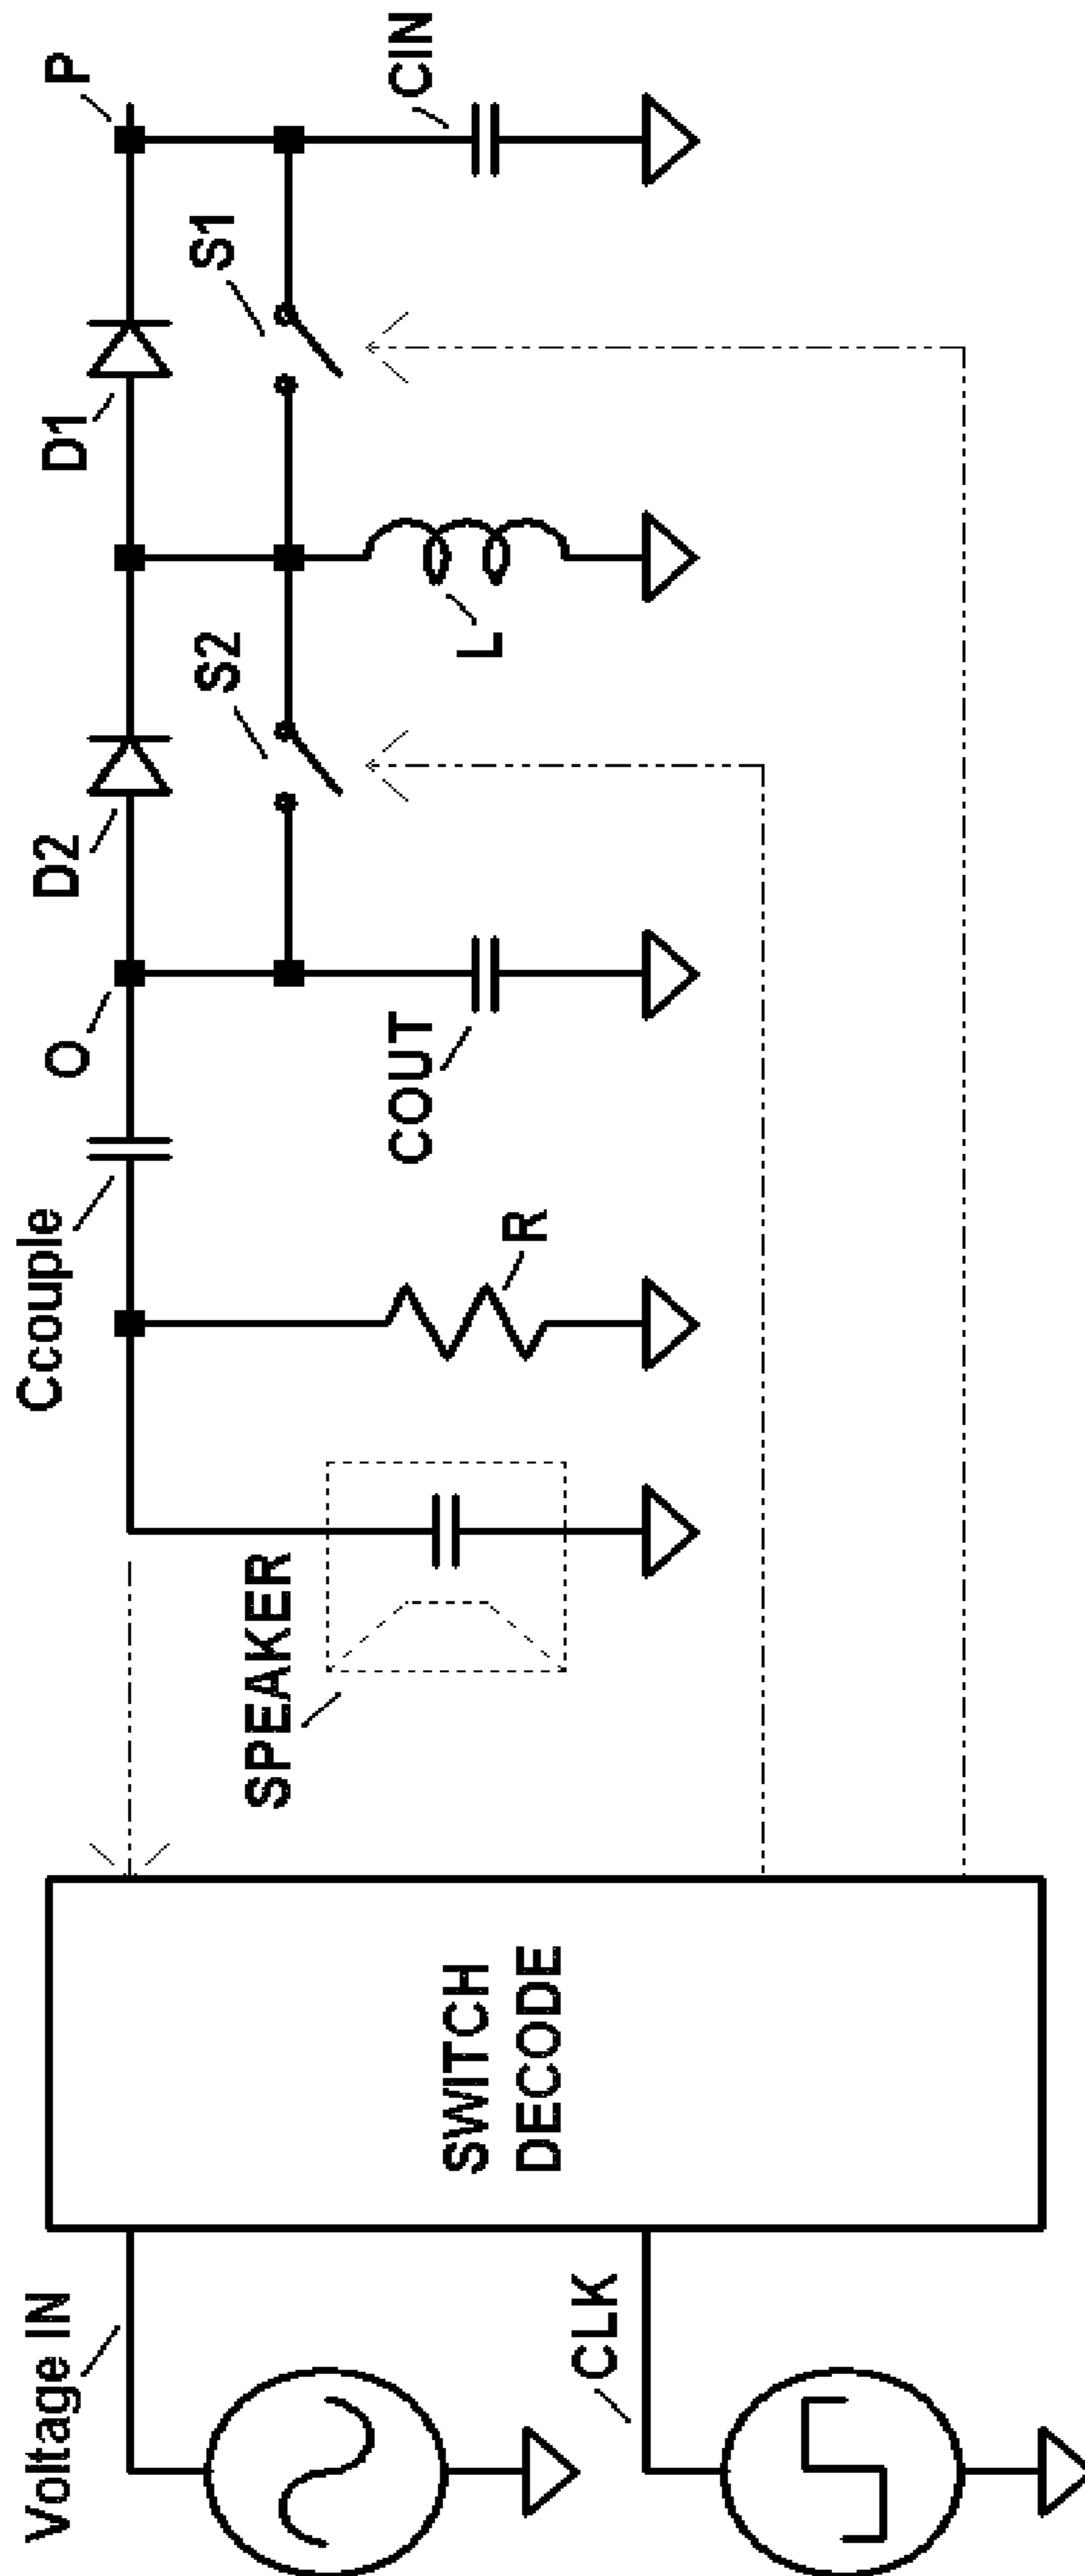 Voltage IN
CLK
SWITCH
DECODE
SPEAKER
Ccouple
R
O
COUT
D2
S2
L
D1
S1
P
CIN